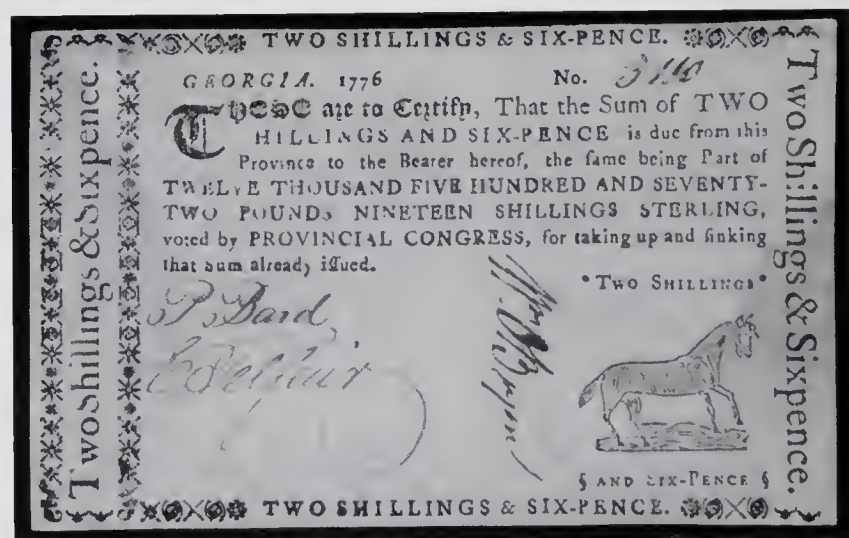 TWO SHILLINGS & SIX-PENCE.
Two Shillings & Sixpence.
GEORGIA. 1776 No.
THESE are to Certify, That the Sum of TWO
HILLINGS AND SIX-PENCE is due from this
Province to the Bearer hereof, the same being Part of
TWELVE THOUSAND FIVE HUNDRED AND SEVENTY-
TWO POUNDS NINETEEN SHILLINGS STERLING,
voted by PROVINCIAL CONGRESS, for taking up and sinking
that Sum already issued.
* TWO SHILLINGS *
P. Bard
§ AND SIX-PENCE §
Two Shillings & Sixpence.
TWO SHILLINGS & SIX-PENCE.